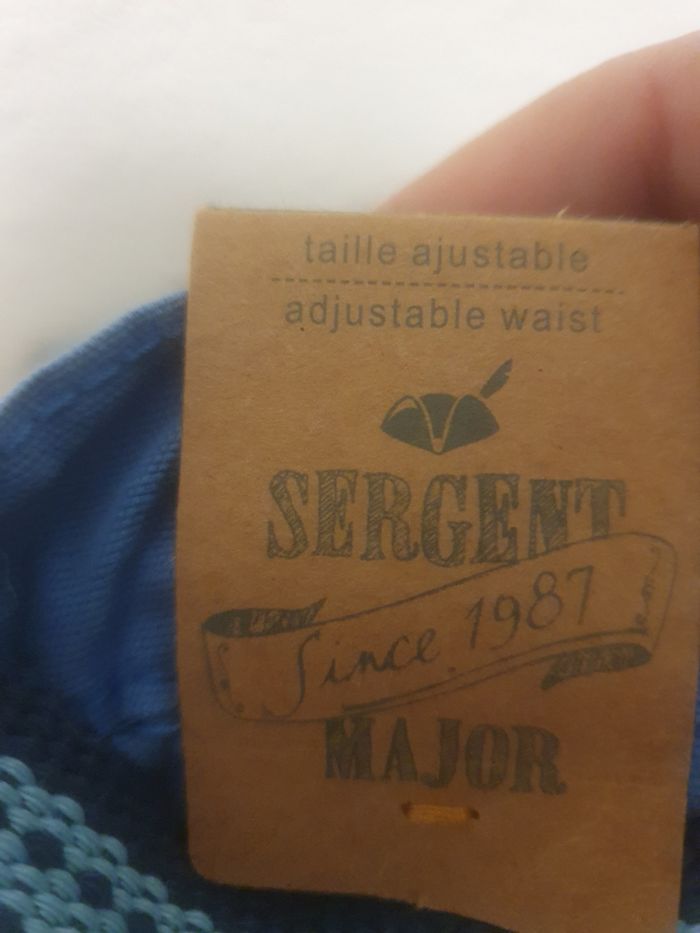 taille ajustable
adjustable waist
SERGENT
Since 1987
MAJOR